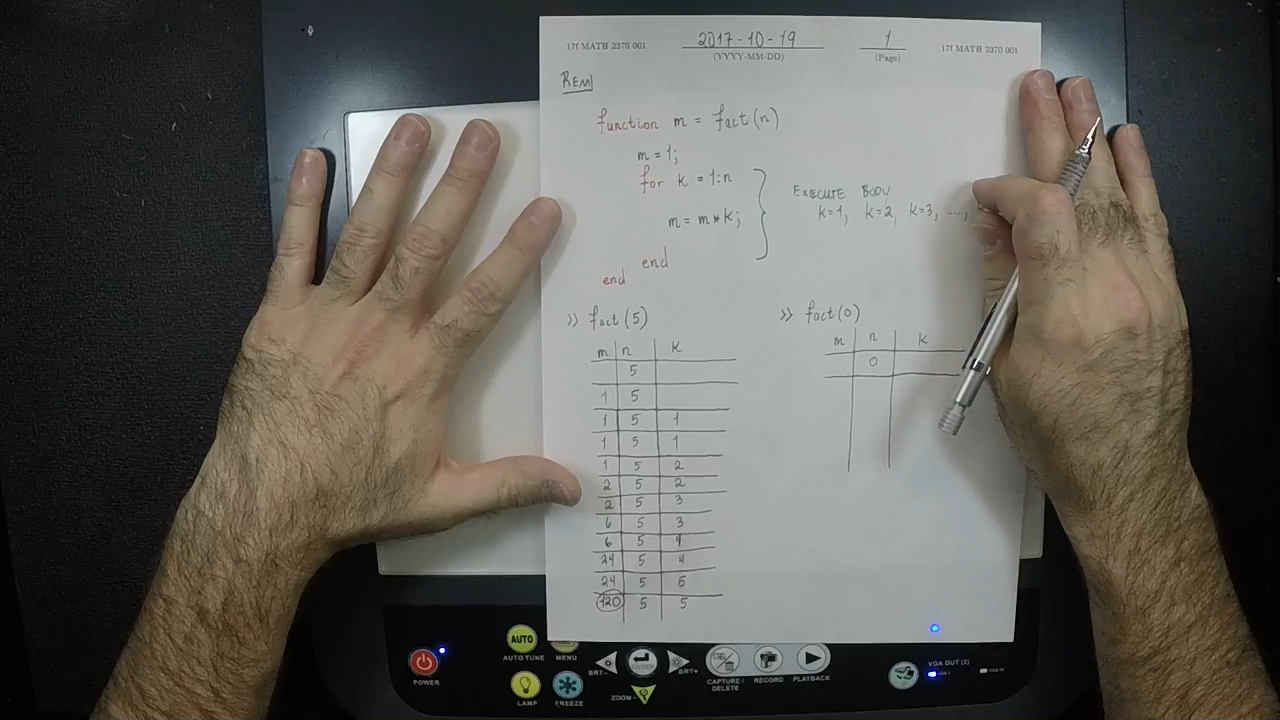 17f MATH 2370 001 2017-10-19 1 17f MATH 2370 001
(YYYY-MM-DD) (Page)
REM
function m = fact(n)
m = 1;
for k = 1:n
m = m*k;
end
end
EXECUTE BODY
k=1, k=2, k=3, ...,
>> fact(5)
m n k
5
1 5
1 5 1
1 5 1
1 5 2
2 5 2
2 5 3
6 5 3
6 5 4
24 5 4
24 5 5
120 5 5
>> fact(0)
m n k
0
POWER
AUTO
AUTO TUNE
MENU
LAMP
FREEZE
BRT-
ENTER
BRT+
ZOOM-
CAPTURE /
DELETE
RECORD
PLAYBACK
VGA OUT (2)